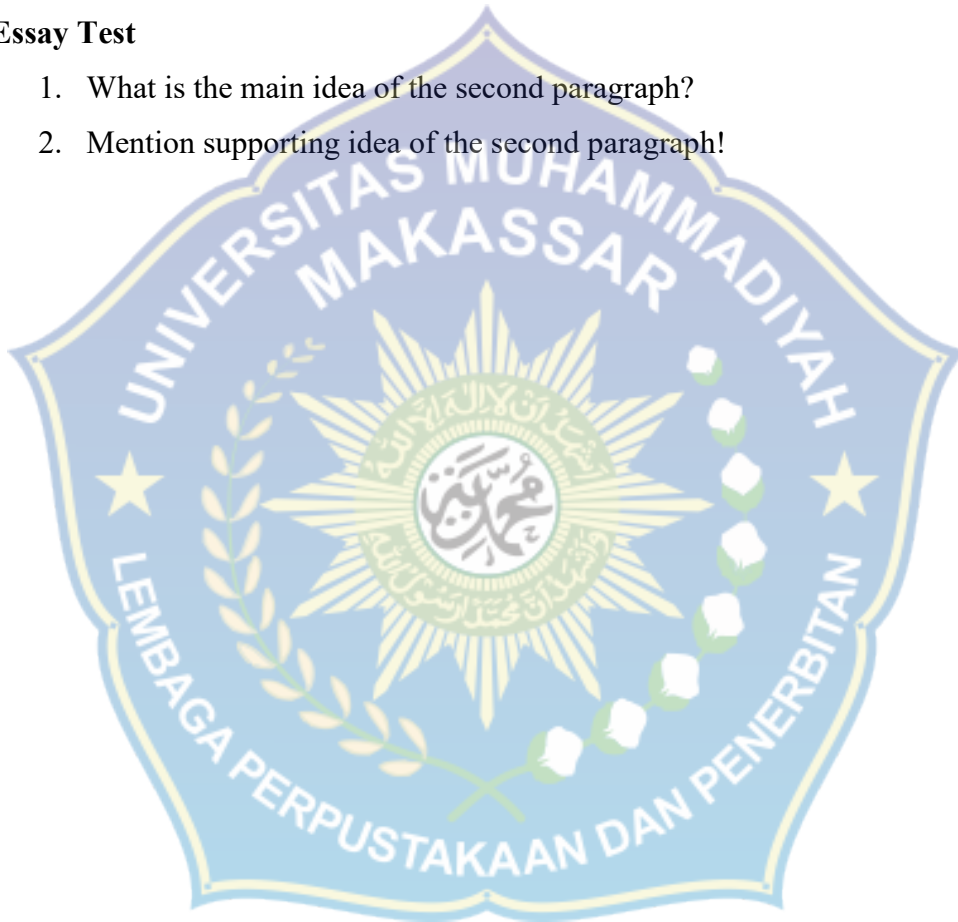 Essay Test
1. What is the main idea of the second paragraph?
2. Mention supporting idea of the second paragraph!
UNIVERSITAS MUHAMMADIYAH
MAKASSAR
LEMBAGA PERPUSTAKAAN DAN PENERBITAN